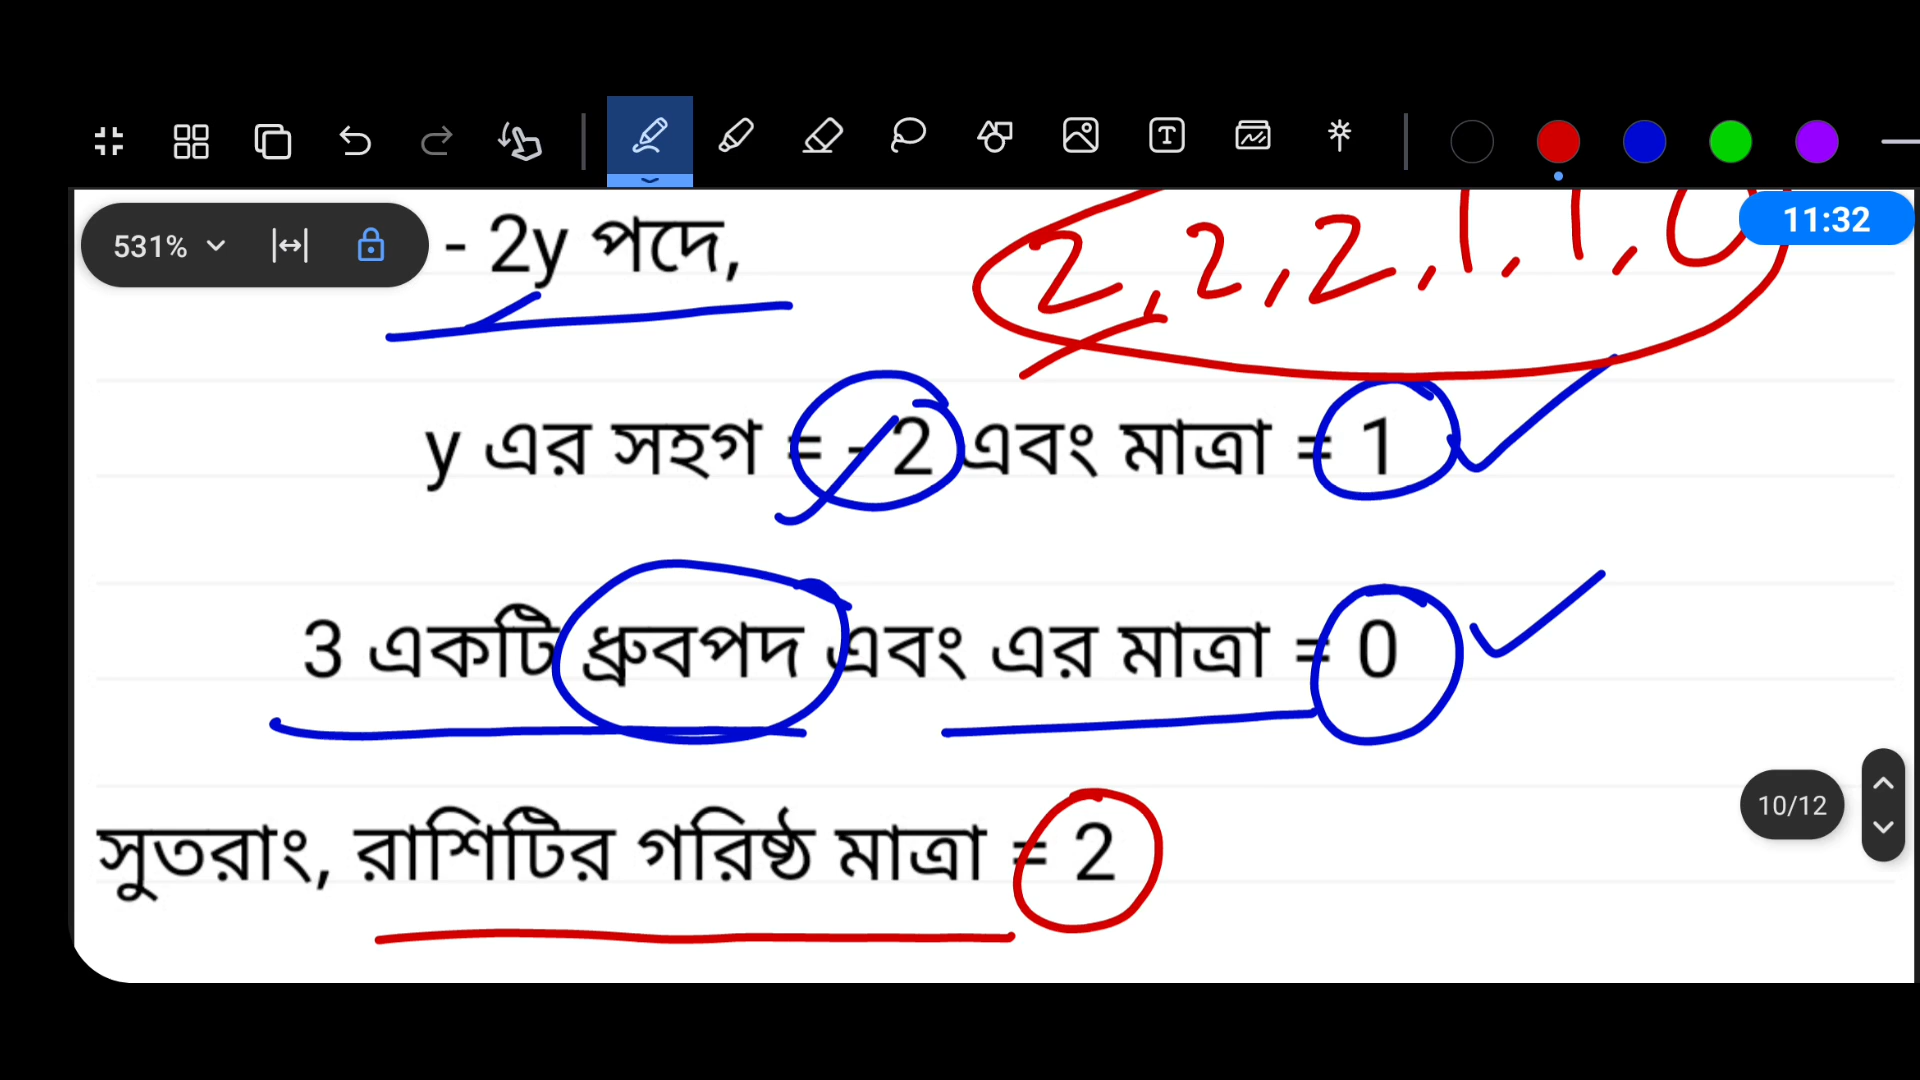 11:32
531%
- 2y পদে,
2, 2, 2, 1, 1, 0
y এর সহগ = - 2 এবং মাত্রা = 1
3 একটি ধ্রুবপদ এবং এর মাত্রা = 0
10/12
সুতরাং, রাশিটির গরিষ্ঠ মাত্রা = 2